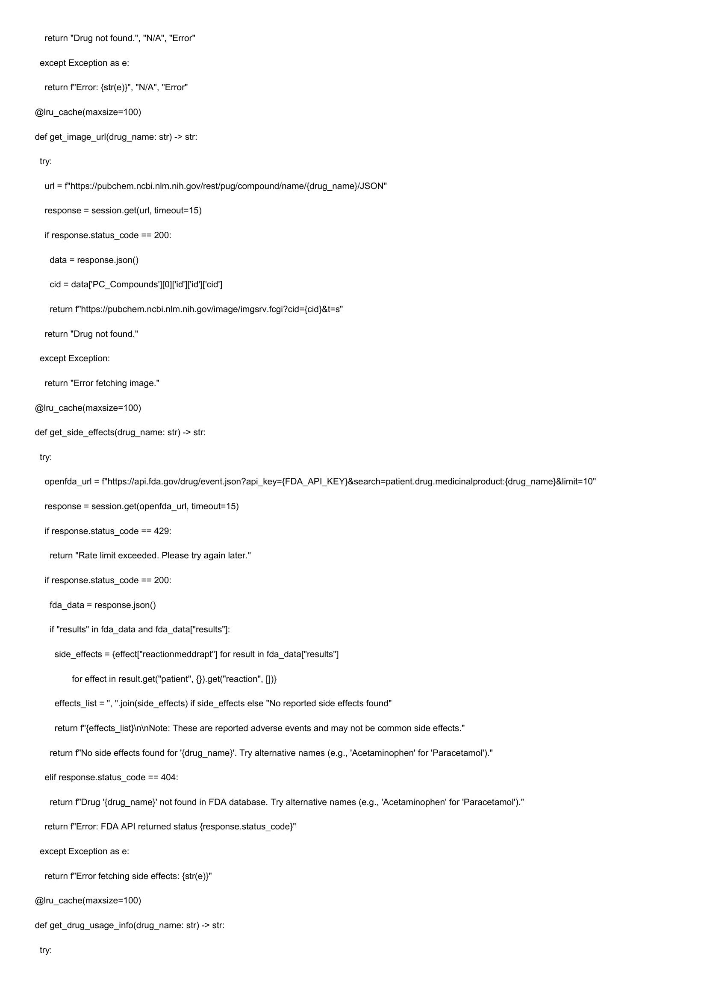 return "Drug not found.", "N/A", "Error"
except Exception as e:
return f"Error: {str(e)}", "N/A", "Error"
@lru_cache(maxsize=100)
def get_image_url(drug_name: str) -> str:
try:
url = f"https://pubchem.ncbi.nlm.nih.gov/rest/pug/compound/name/{drug_name}/JSON"
response = session.get(url, timeout=15)
if response.status_code == 200:
data = response.json()
cid = data['PC_Compounds'][0]['id']['id']['cid']
return f"https://pubchem.ncbi.nlm.nih.gov/image/imgsrv.fcgi?cid={cid}&t=s"
return "Drug not found."
except Exception:
return "Error fetching image."
@lru_cache(maxsize=100)
def get_side_effects(drug_name: str) -> str:
try:
openfda_url = f"https://api.fda.gov/drug/event.json?api_key={FDA_API_KEY}&search=patient.drug.medicinalproduct:{drug_name}&limit=10"
response = session.get(openfda_url, timeout=15)
if response.status_code == 429:
return "Rate limit exceeded. Please try again later."
if response.status_code == 200:
fda_data = response.json()
if "results" in fda_data and fda_data["results"]:
side_effects = {effect["reactionmeddrapt"] for result in fda_data["results"]
for effect in result.get("patient", {}).get("reaction", [])}
effects_list = ", ".join(side_effects) if side_effects else "No reported side effects found"
return f"{effects_list}\n\nNote: These are reported adverse events and may not be common side effects."
return f"No side effects found for '{drug_name}'. Try alternative names (e.g., 'Acetaminophen' for 'Paracetamol')."
elif response.status_code == 404:
return f"Drug '{drug_name}' not found in FDA database. Try alternative names (e.g., 'Acetaminophen' for 'Paracetamol')."
return f"Error: FDA API returned status {response.status_code}"
except Exception as e:
return f"Error fetching side effects: {str(e)}"
@lru_cache(maxsize=100)
def get_drug_usage_info(drug_name: str) -> str:
try: